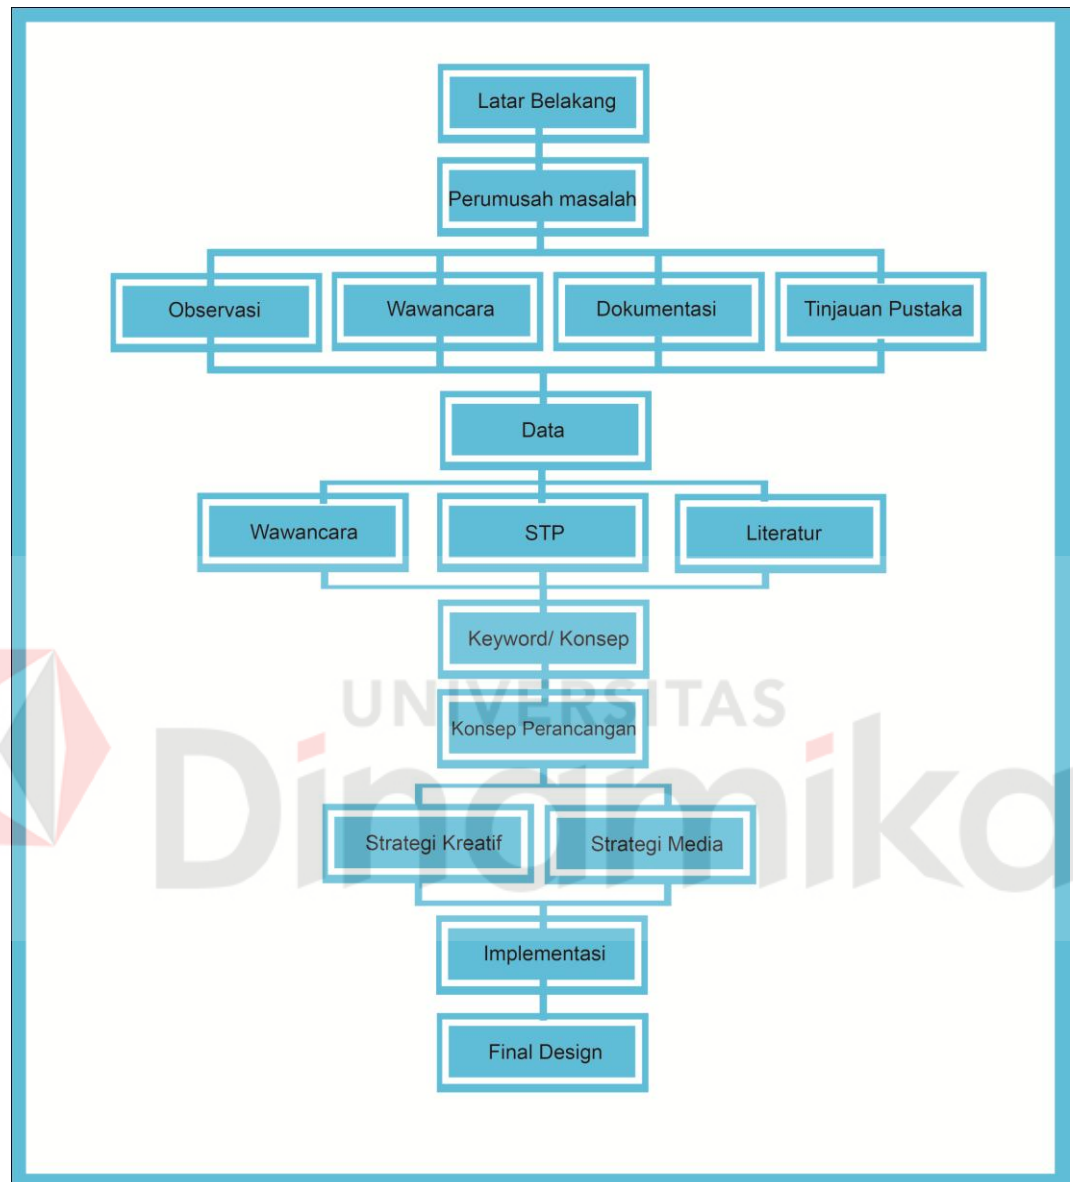 Latar Belakang
Perumusah masalah
Observasi
Wawancara
Dokumentasi
Tinjauan Pustaka
Data
Wawancara
STP
Literatur
Keyword/ Konsep
UNIVERSITAS
Dinamika
Konsep Perancangan
Strategi Kreatif
Strategi Media
Implementasi
Final Design